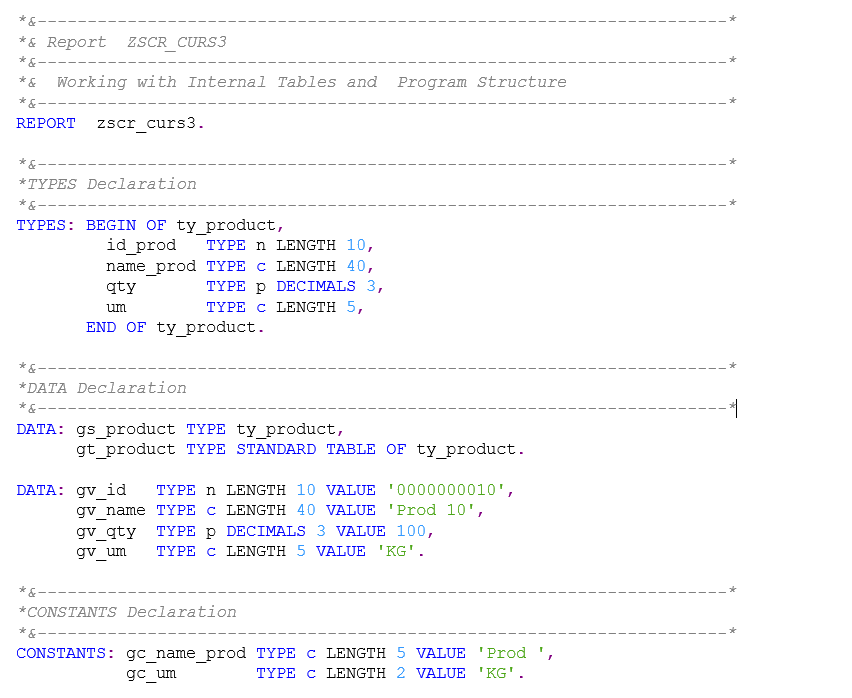 *&---------------------------------------------------------------------*
*& Report  ZSCR_CURS3
*&---------------------------------------------------------------------*
*&  Working with Internal Tables and  Program Structure
*&---------------------------------------------------------------------*
REPORT  zscr_curs3.
*&---------------------------------------------------------------------*
*TYPES Declaration
*&---------------------------------------------------------------------*
TYPES: BEGIN OF ty_product,
         id_prod   TYPE n LENGTH 10,
         name_prod TYPE c LENGTH 40,
         qty       TYPE p DECIMALS 3,
         um        TYPE c LENGTH 5,
       END OF ty_product.
*&---------------------------------------------------------------------*
*DATA Declaration
*&---------------------------------------------------------------------*
DATA: gs_product TYPE ty_product,
      gt_product TYPE STANDARD TABLE OF ty_product.
DATA: gv_id   TYPE n LENGTH 10 VALUE '0000000010',
      gv_name TYPE c LENGTH 40 VALUE 'Prod 10',
      gv_qty  TYPE p DECIMALS 3 VALUE 100,
      gv_um   TYPE c LENGTH 5 VALUE 'KG'.
*&---------------------------------------------------------------------*
*CONSTANTS Declaration
*&---------------------------------------------------------------------*
CONSTANTS: gc_name_prod TYPE c LENGTH 5 VALUE 'Prod ',
           gc_um        TYPE c LENGTH 2 VALUE 'KG'.